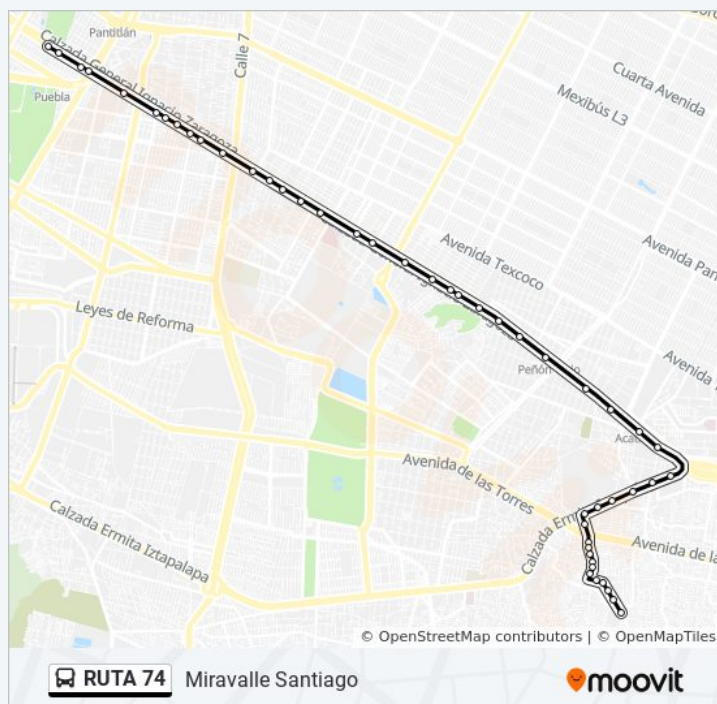 Pantitlán
Calzada General Ignacio Zaragoza
Calle 7
Puebla
Cuarta Avenida
Mexibús L3
Avenida Texcoco
Avenida Pan
Leyes de Reforma
Peñón
Avenida
Acat
Avenida de las Torres
Calzada Erm
Calzada Ermita Iztapalapa
Avenida de la
© OpenStreetMap contributors | © OpenMapTiles
RUTA 74
Miravalle Santiago
moovit